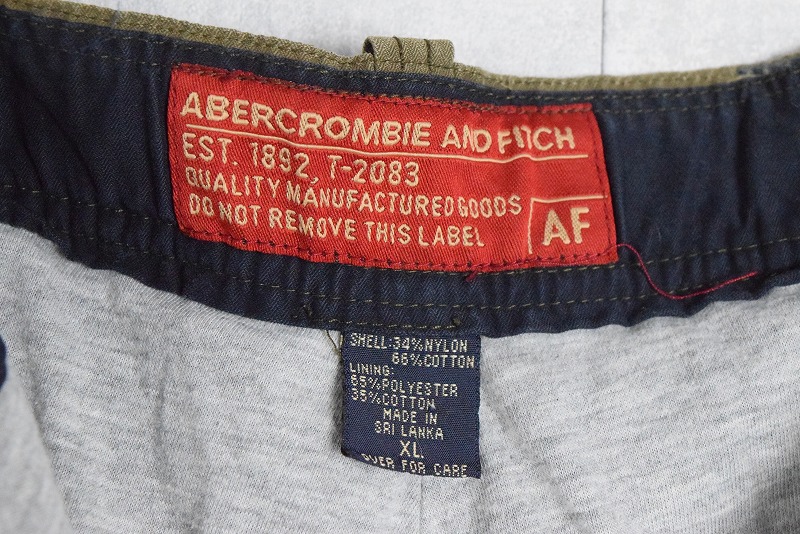 ABERCROMBIE AND FITCH
EST. 1892, T-2083
QUALITY MANUFACTURED GOODS
DO NOT REMOVE THIS LABEL
AF
SHELL: 34% NYLON
66% COTTON
LINING:
65% POLYESTER
35% COTTON
MADE IN
SRI LANKA
XL
FOR CARE